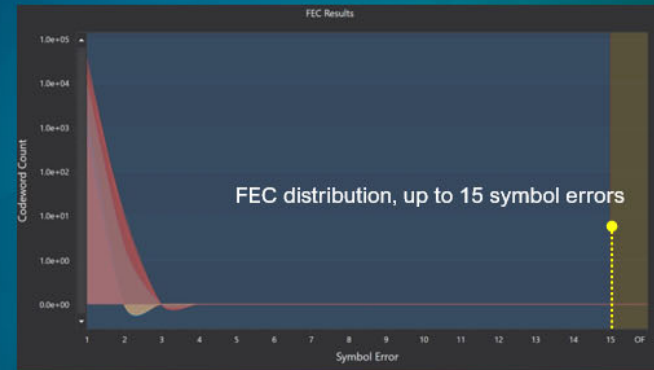 FEC Results
1.0e+05
1.0e+04
1.0e+03
1.0e+02
1.0e+01
1.0e+00
0.0e+00
Codeword Count
FEC distribution, up to 15 symbol errors
1 2 3 4 5 6 7 8 9 10 11 12 13 14 15 OF
Symbol Error